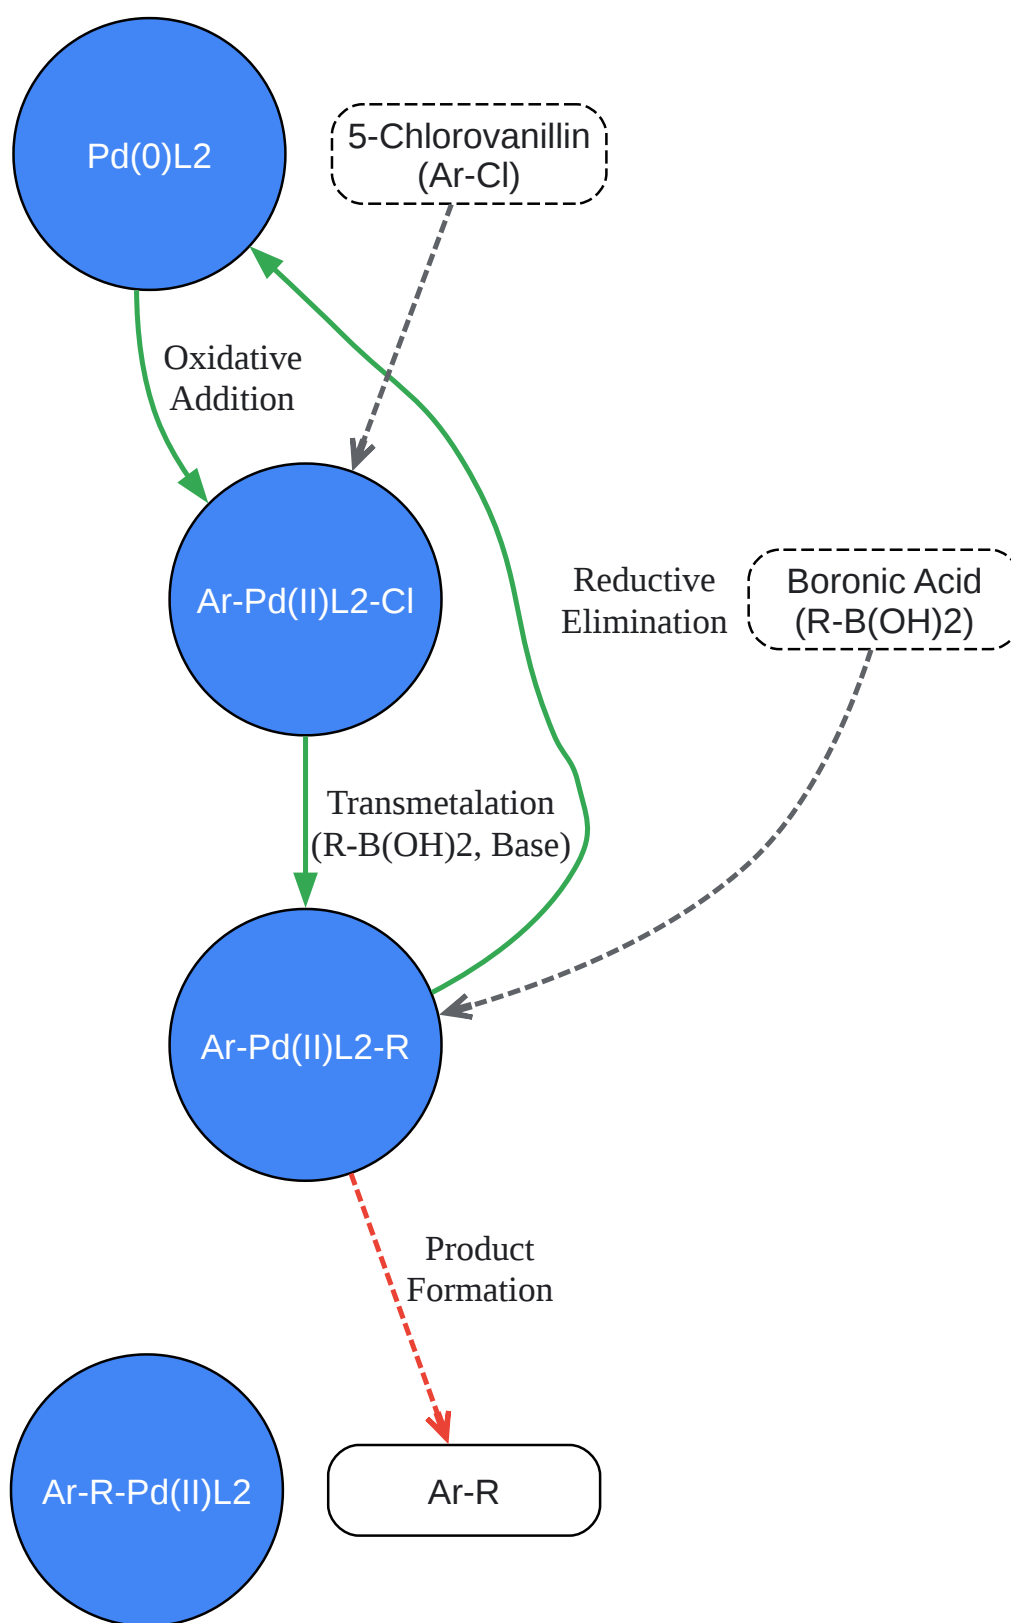 Pd(0)L2
5-Chlorovanillin
(Ar-Cl)
Oxidative
Addition
Ar-Pd(II)L2-Cl
Reductive
Elimination
Boronic Acid
(R-B(OH)2)
Transmetalation
(R-B(OH)2, Base)
Ar-Pd(II)L2-R
Product
Formation
Ar-R-Pd(II)L2
Ar-R